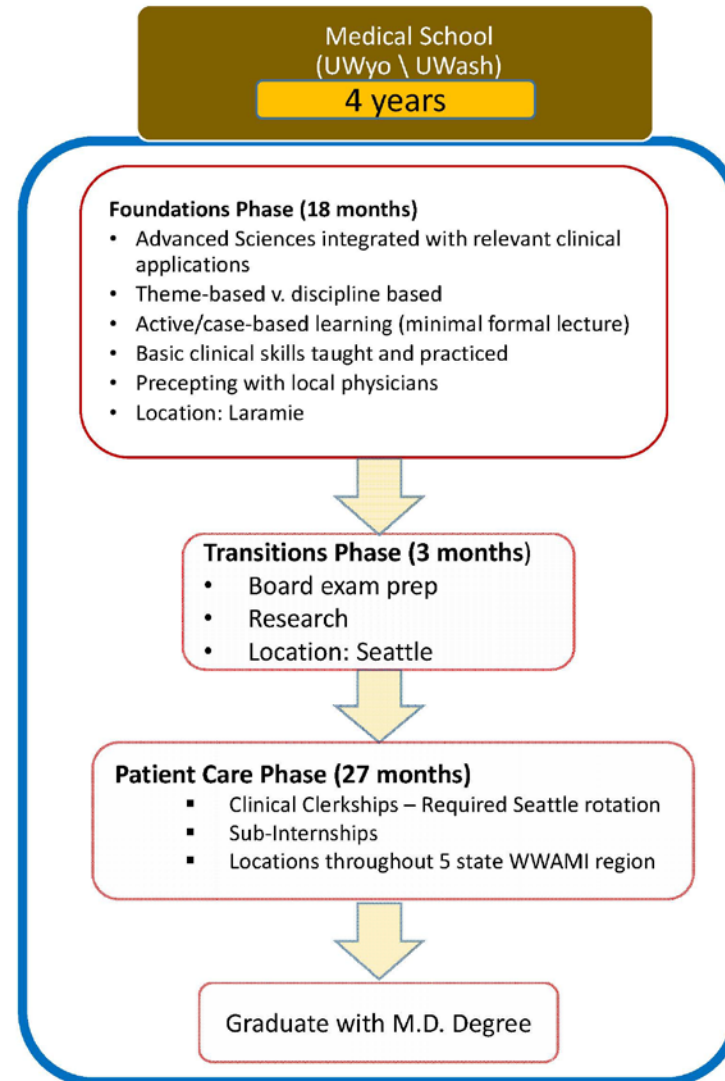 Medical School
(UWyo \ UWash)
4 years
Foundations Phase (18 months)
• Advanced Sciences integrated with relevant clinical
applications
• Theme-based v. discipline based
• Active/case-based learning (minimal formal lecture)
• Basic clinical skills taught and practiced
• Precepting with local physicians
• Location: Laramie
Transitions Phase (3 months)
• Board exam prep
• Research
• Location: Seattle
Patient Care Phase (27 months)
▪ Clinical Clerkships – Required Seattle rotation
▪ Sub-Internships
▪ Locations throughout 5 state WWAMI region
Graduate with M.D. Degree